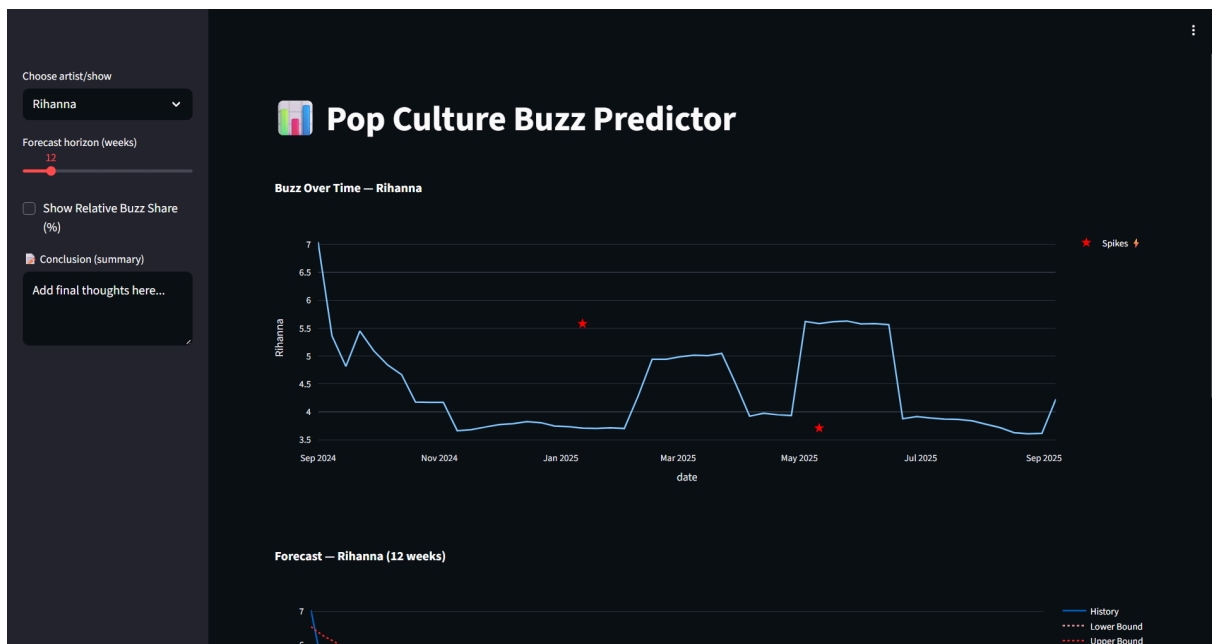 Choose artist/show
Rihanna
Forecast horizon (weeks)
12
Show Relative Buzz Share
(%)
Conclusion (summary)
Add final thoughts here...
Pop Culture Buzz Predictor
Buzz Over Time — Rihanna
7
6.5
6
5.5
5
4.5
4
3.5
Rihanna
Sep 2024 Nov 2024 Jan 2025 Mar 2025 May 2025 Jul 2025 Sep 2025
date
Spikes ⚡
Forecast — Rihanna (12 weeks)
7
6
History
Lower Bound
Upper Bound